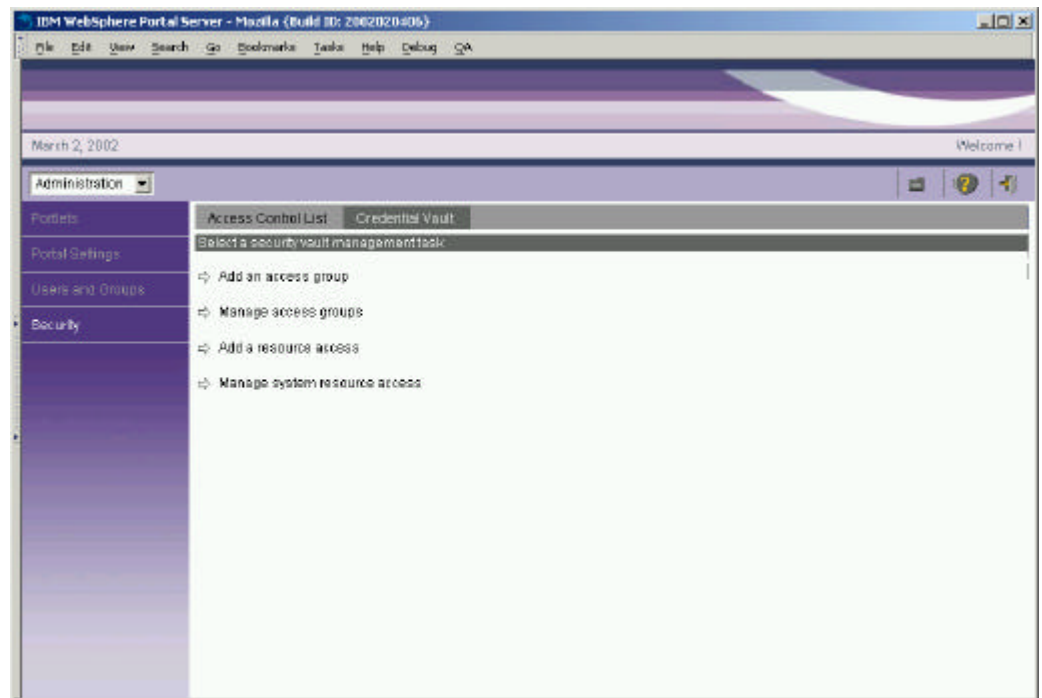 IBM WebSphere Portal Server - Mozilla {Build ID: 2002020406}
File Edit View Search Go Bookmarks Tasks Help Debug QA
March 2, 2002
Welcome !
Administration
Portlets
Access Control List Credential Vault
Select a security vault management task
Portal Settings
Add an access group
Users and Groups
Manage access groups
Security
Add a resource access
Manage system resource access